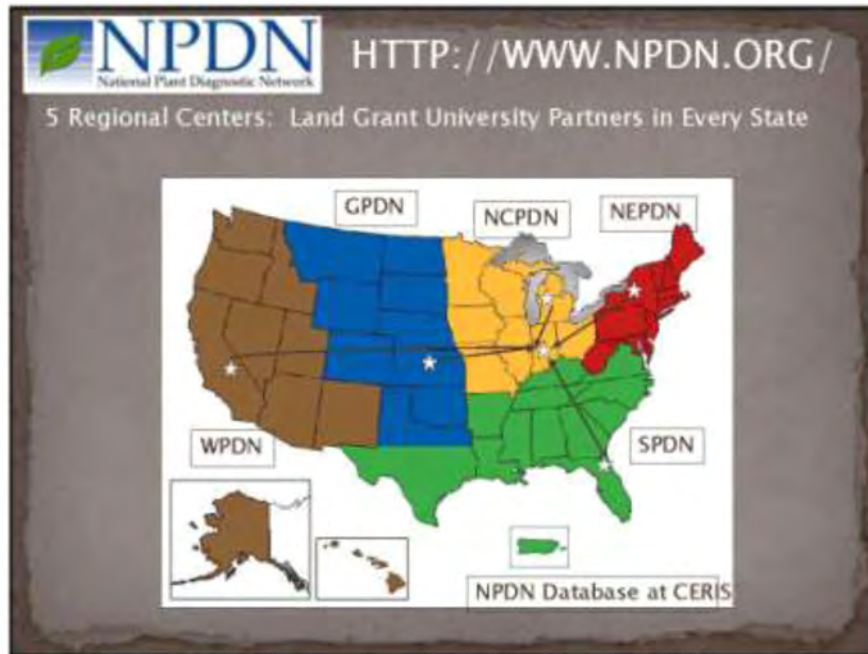 NPDN
National Plant Diagnostic Network
HTTP://WWW.NPDN.ORG/
5 Regional Centers: Land Grant University Partners in Every State
GPDN
NCPDN
NEPDN
WPDN
SPDN
NPDN Database at CERIS